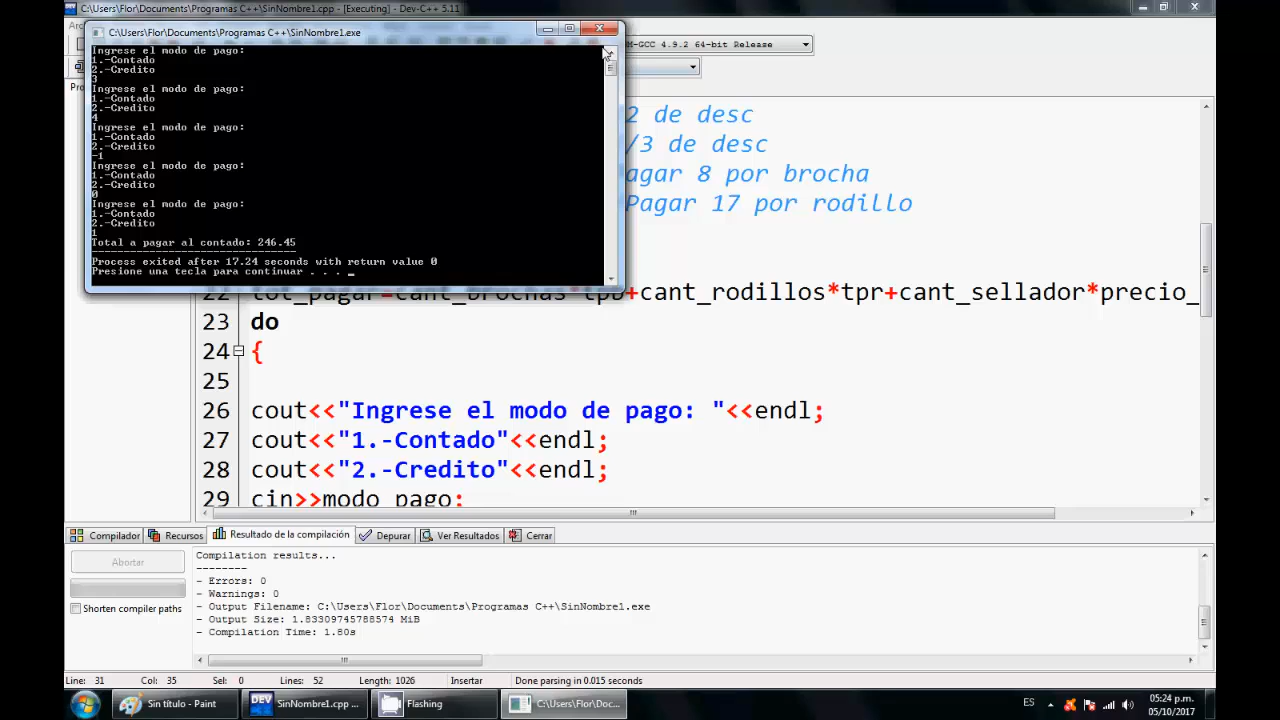 C:\Users\Flor\Documents\Programas C++\SinNombre1.cpp - [Executing] - Dev-C++ 5.11
C:\Users\Flor\Documents\Programas C++\SinNombre1.exe
M-GCC 4.9.2 64-bit Release
Ingrese el modo de pago:
1.-Contado
2.-Credito
3
Ingrese el modo de pago:
1.-Contado
2.-Credito
4
Ingrese el modo de pago:
1.-Contado
2.-Credito
-1
Ingrese el modo de pago:
1.-Contado
2.-Credito
0
Ingrese el modo de pago:
1.-Contado
2.-Credito
1
Total a pagar al contado: 246.45
--------------------------------
Process exited after 17.24 seconds with return value 0
Presione una tecla para continuar . . . _
2 de desc
/3 de desc
agar 8 por brocha
Pagar 17 por rodillo
22 tot_pagar=cant_brochas*tpb+cant_rodillos*tpr+cant_sellador*precio_
23 do
24 {
25
26 cout<<"Ingrese el modo de pago: "<<endl;
27 cout<<"1.-Contado"<<endl;
28 cout<<"2.-Credito"<<endl;
29 cin>>modo_pago;
Compilador Recursos Resultado de la compilación Depurar Ver Resultados Cerrar
Abortar
Shorten compiler paths
Compilation results...
--------
- Errors: 0
- Warnings: 0
- Output Filename: C:\Users\Flor\Documents\Programas C++\SinNombre1.exe
- Output Size: 1.83309745788574 MiB
- Compilation Time: 1.80s
Line: 31 Col: 35 Sel: 0 Lines: 52 Length: 1026 Insertar Done parsing in 0.015 seconds
Sin título - Paint
DEV
SinNombre1.cpp - ...
Flashing
C:\Users\Flor\Doc...
ES
05:24 p.m.
05/10/2017